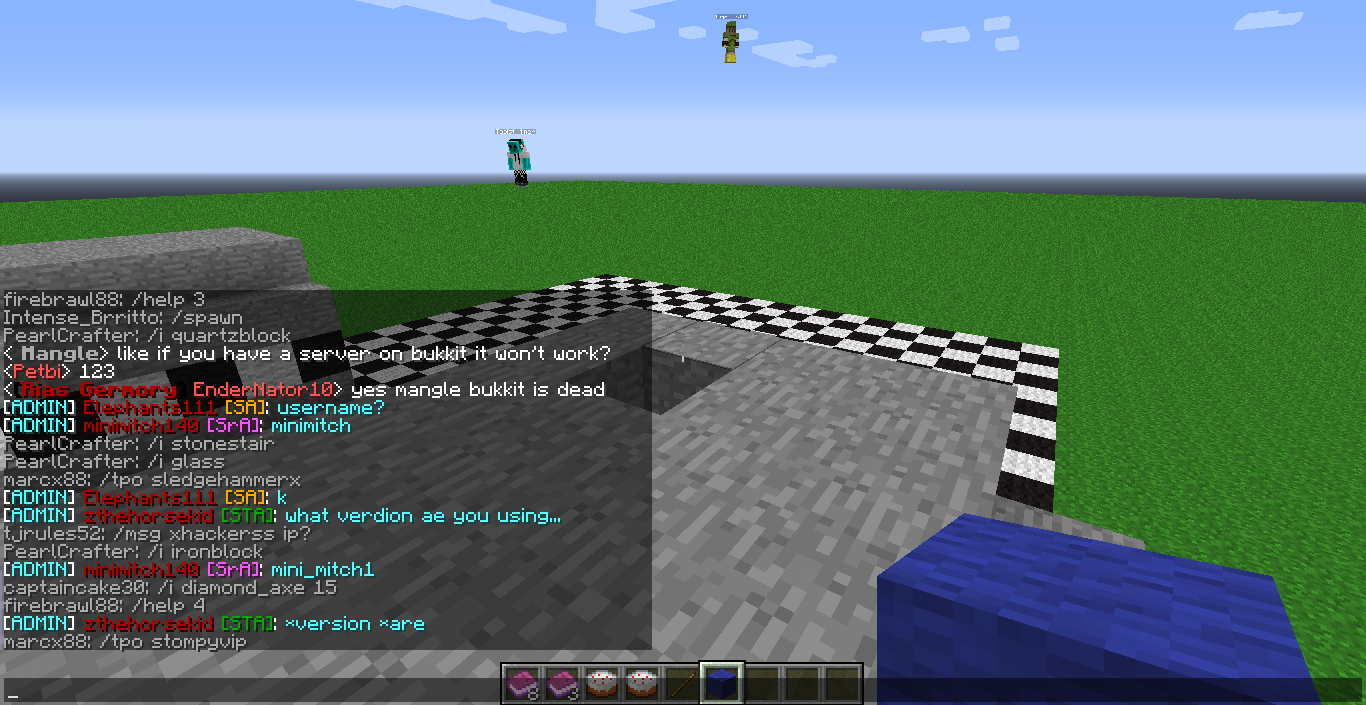 firebrawl88: /help 3
Intense_Brritto: /spawn
PearlCrafter: /i quartzblock
< Mangle> like if you have a server on bukkit it won't work?
<Petbi> 123
< Rias Germory EnderNator10> yes mangle bukkit is dead
[ADMIN] Elephants111 [SA]: username?
[ADMIN] minimitch140 [SrA]: minimitch
PearlCrafter: /i stonestair
PearlCrafter: /i glass
marcx88: /tpo sledgehammerx
[ADMIN] Elephants111 [SA]: k
[ADMIN] zthehorsekid [STA]: what verdion ae you using...
tjrules52: /msg xhackerss ip?
PearlCrafter: /i ironblock
[ADMIN] minimitch140 [SrA]: mini_mitch1
captaincake30: /i diamond_axe 15
firebrawl88: /help 4
[ADMIN] zthehorsekid [STA]: *version *are
marcx88: /tpo stompyvip
_
8 3